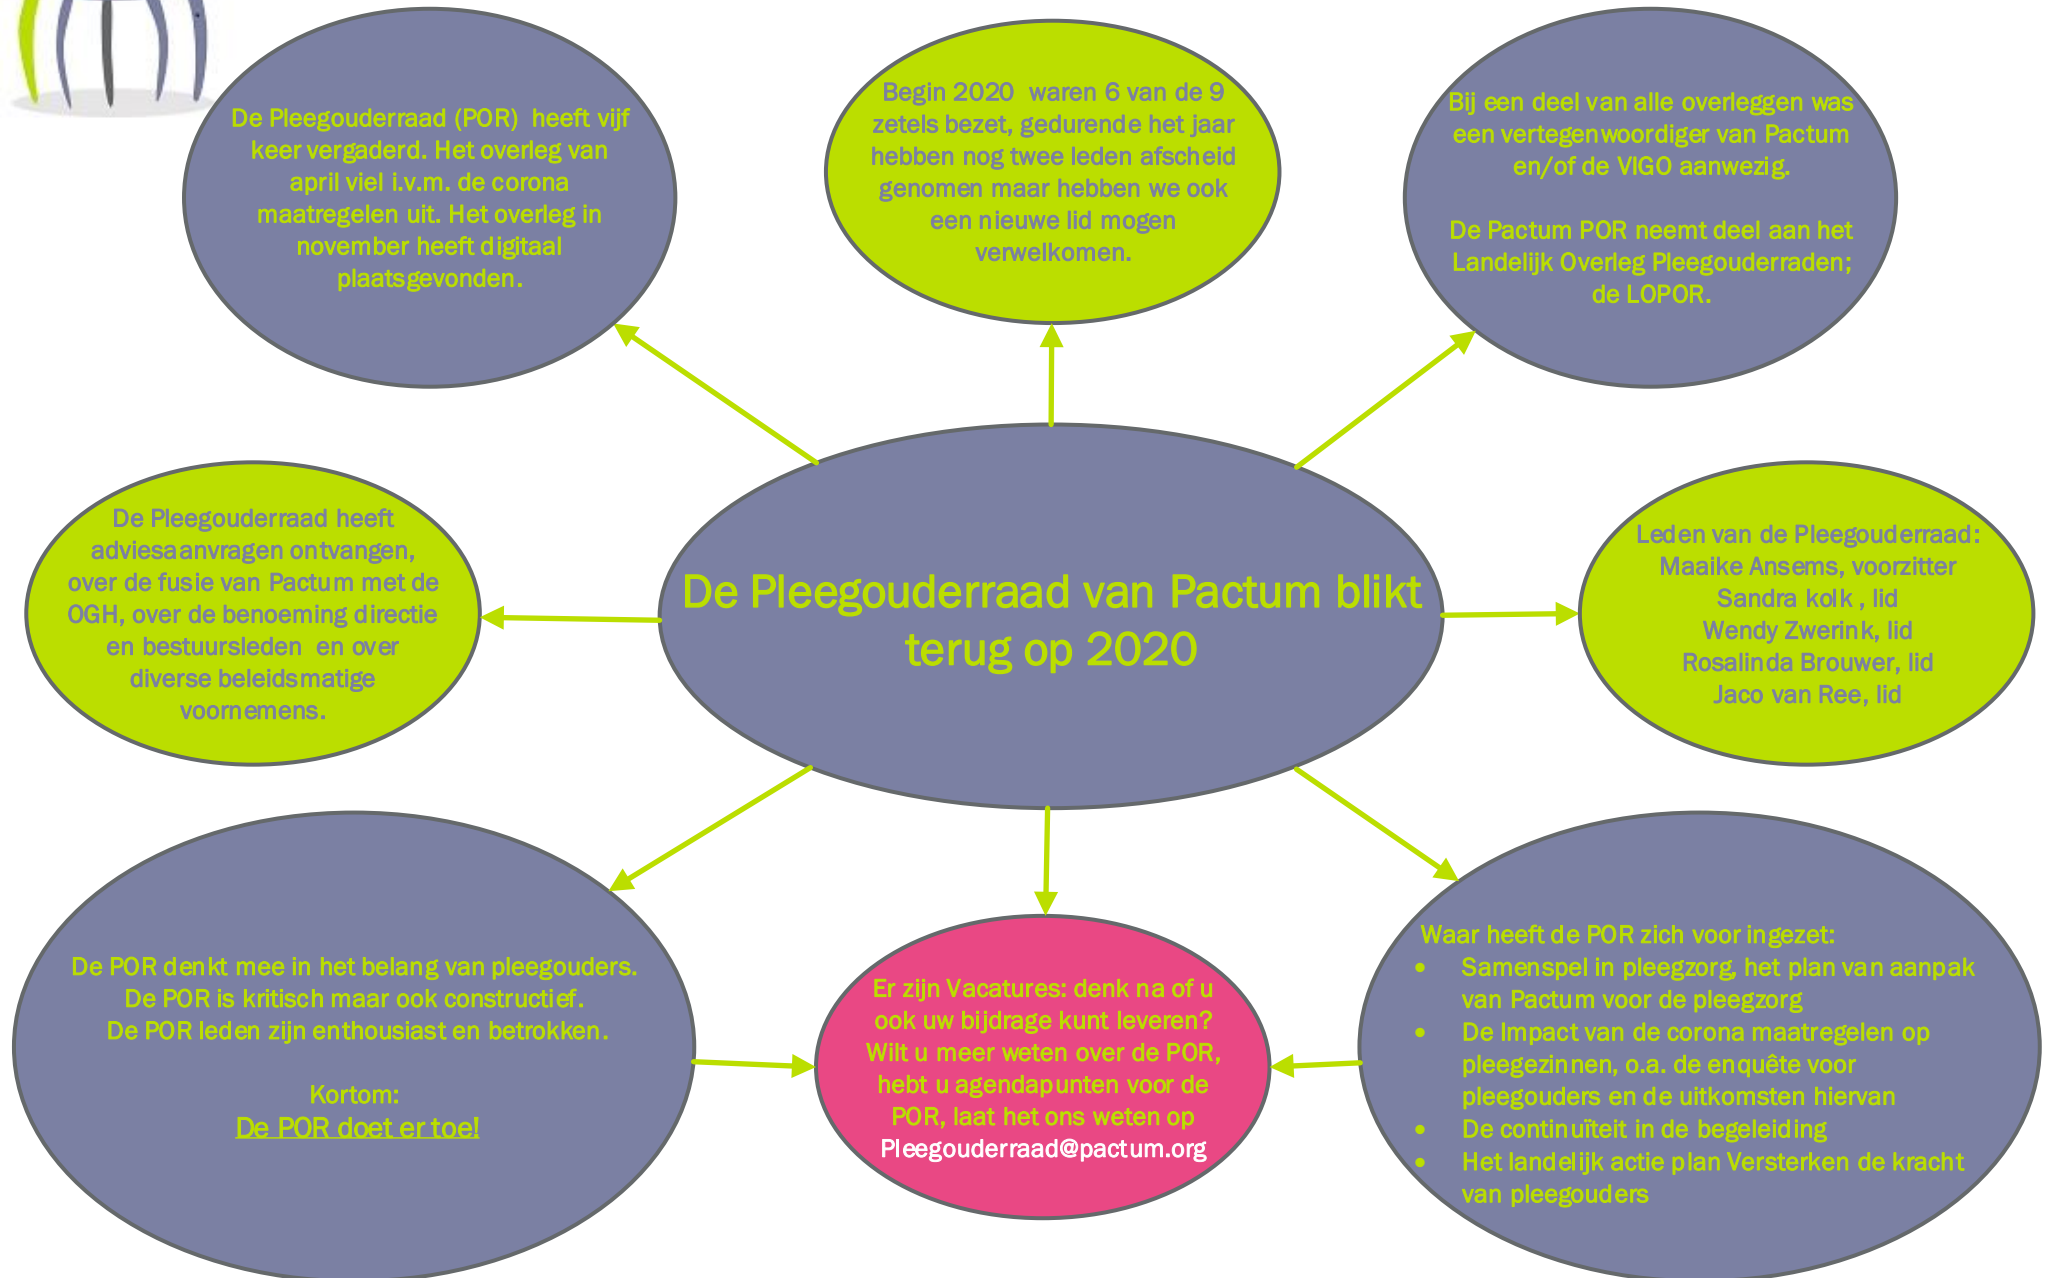 De Pleegouderraad (POR)  heeft vijf
keer vergaderd. Het overleg van
april viel i.v.m. de corona
maatregelen uit. Het overleg in
november heeft digitaal
plaatsgevonden.
Begin 2020  waren 6 van de 9
zetels bezet, gedurende het jaar
hebben nog twee leden afscheid
genomen maar hebben we ook
een nieuwe lid mogen
verwelkomen.
Bij een deel van alle overleggen was
een vertegenwoordiger van Pactum
en/of de VIGO aanwezig.
De Pactum POR neemt deel aan het
Landelijk Overleg Pleegouderraden;
de LOPOR.
De Pleegouderraad heeft
adviesaanvragen ontvangen,
over de fusie van Pactum met de
OGH, over de benoeming directie
en bestuursleden  en over
diverse beleidsmatige
voornemens.
De Pleegouderraad van Pactum blikt
terug op 2020
Leden van de Pleegouderraad:
Maaike Ansems, voorzitter
Sandra kolk , lid
Wendy Zwerink, lid
Rosalinda Brouwer, lid
Jaco van Ree, lid
De POR denkt mee in het belang van pleegouders.
De POR is kritisch maar ook constructief.
De POR leden zijn enthousiast en betrokken.
Kortom:
De POR doet er toe!
Er zijn Vacatures: denk na of u
ook uw bijdrage kunt leveren?
Wilt u meer weten over de POR,
hebt u agendapunten voor de
POR, laat het ons weten op
Pleegouderraad@pactum.org
Waar heeft de POR zich voor ingezet:
• Samenspel in pleegzorg, het plan van aanpak
van Pactum voor de pleegzorg
• De Impact van de corona maatregelen op
pleegezinnen, o.a. de enquête voor
pleegouders en de uitkomsten hiervan
• De continuïteit in de begeleiding
• Het landelijk actie plan Versterken de kracht
van pleegouders